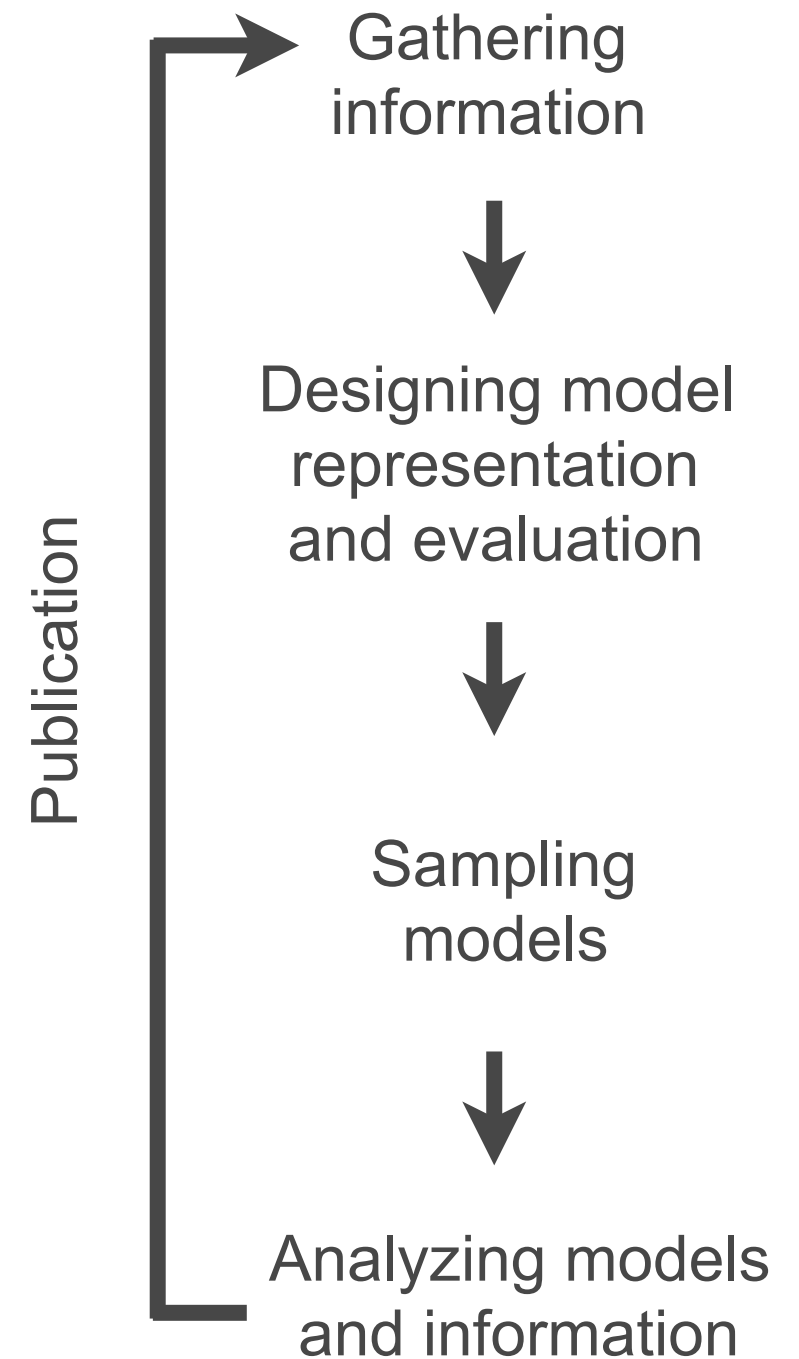 Gathering
information
Designing model
representation
and evaluation
Publication
Sampling
models
Analyzing models
and information